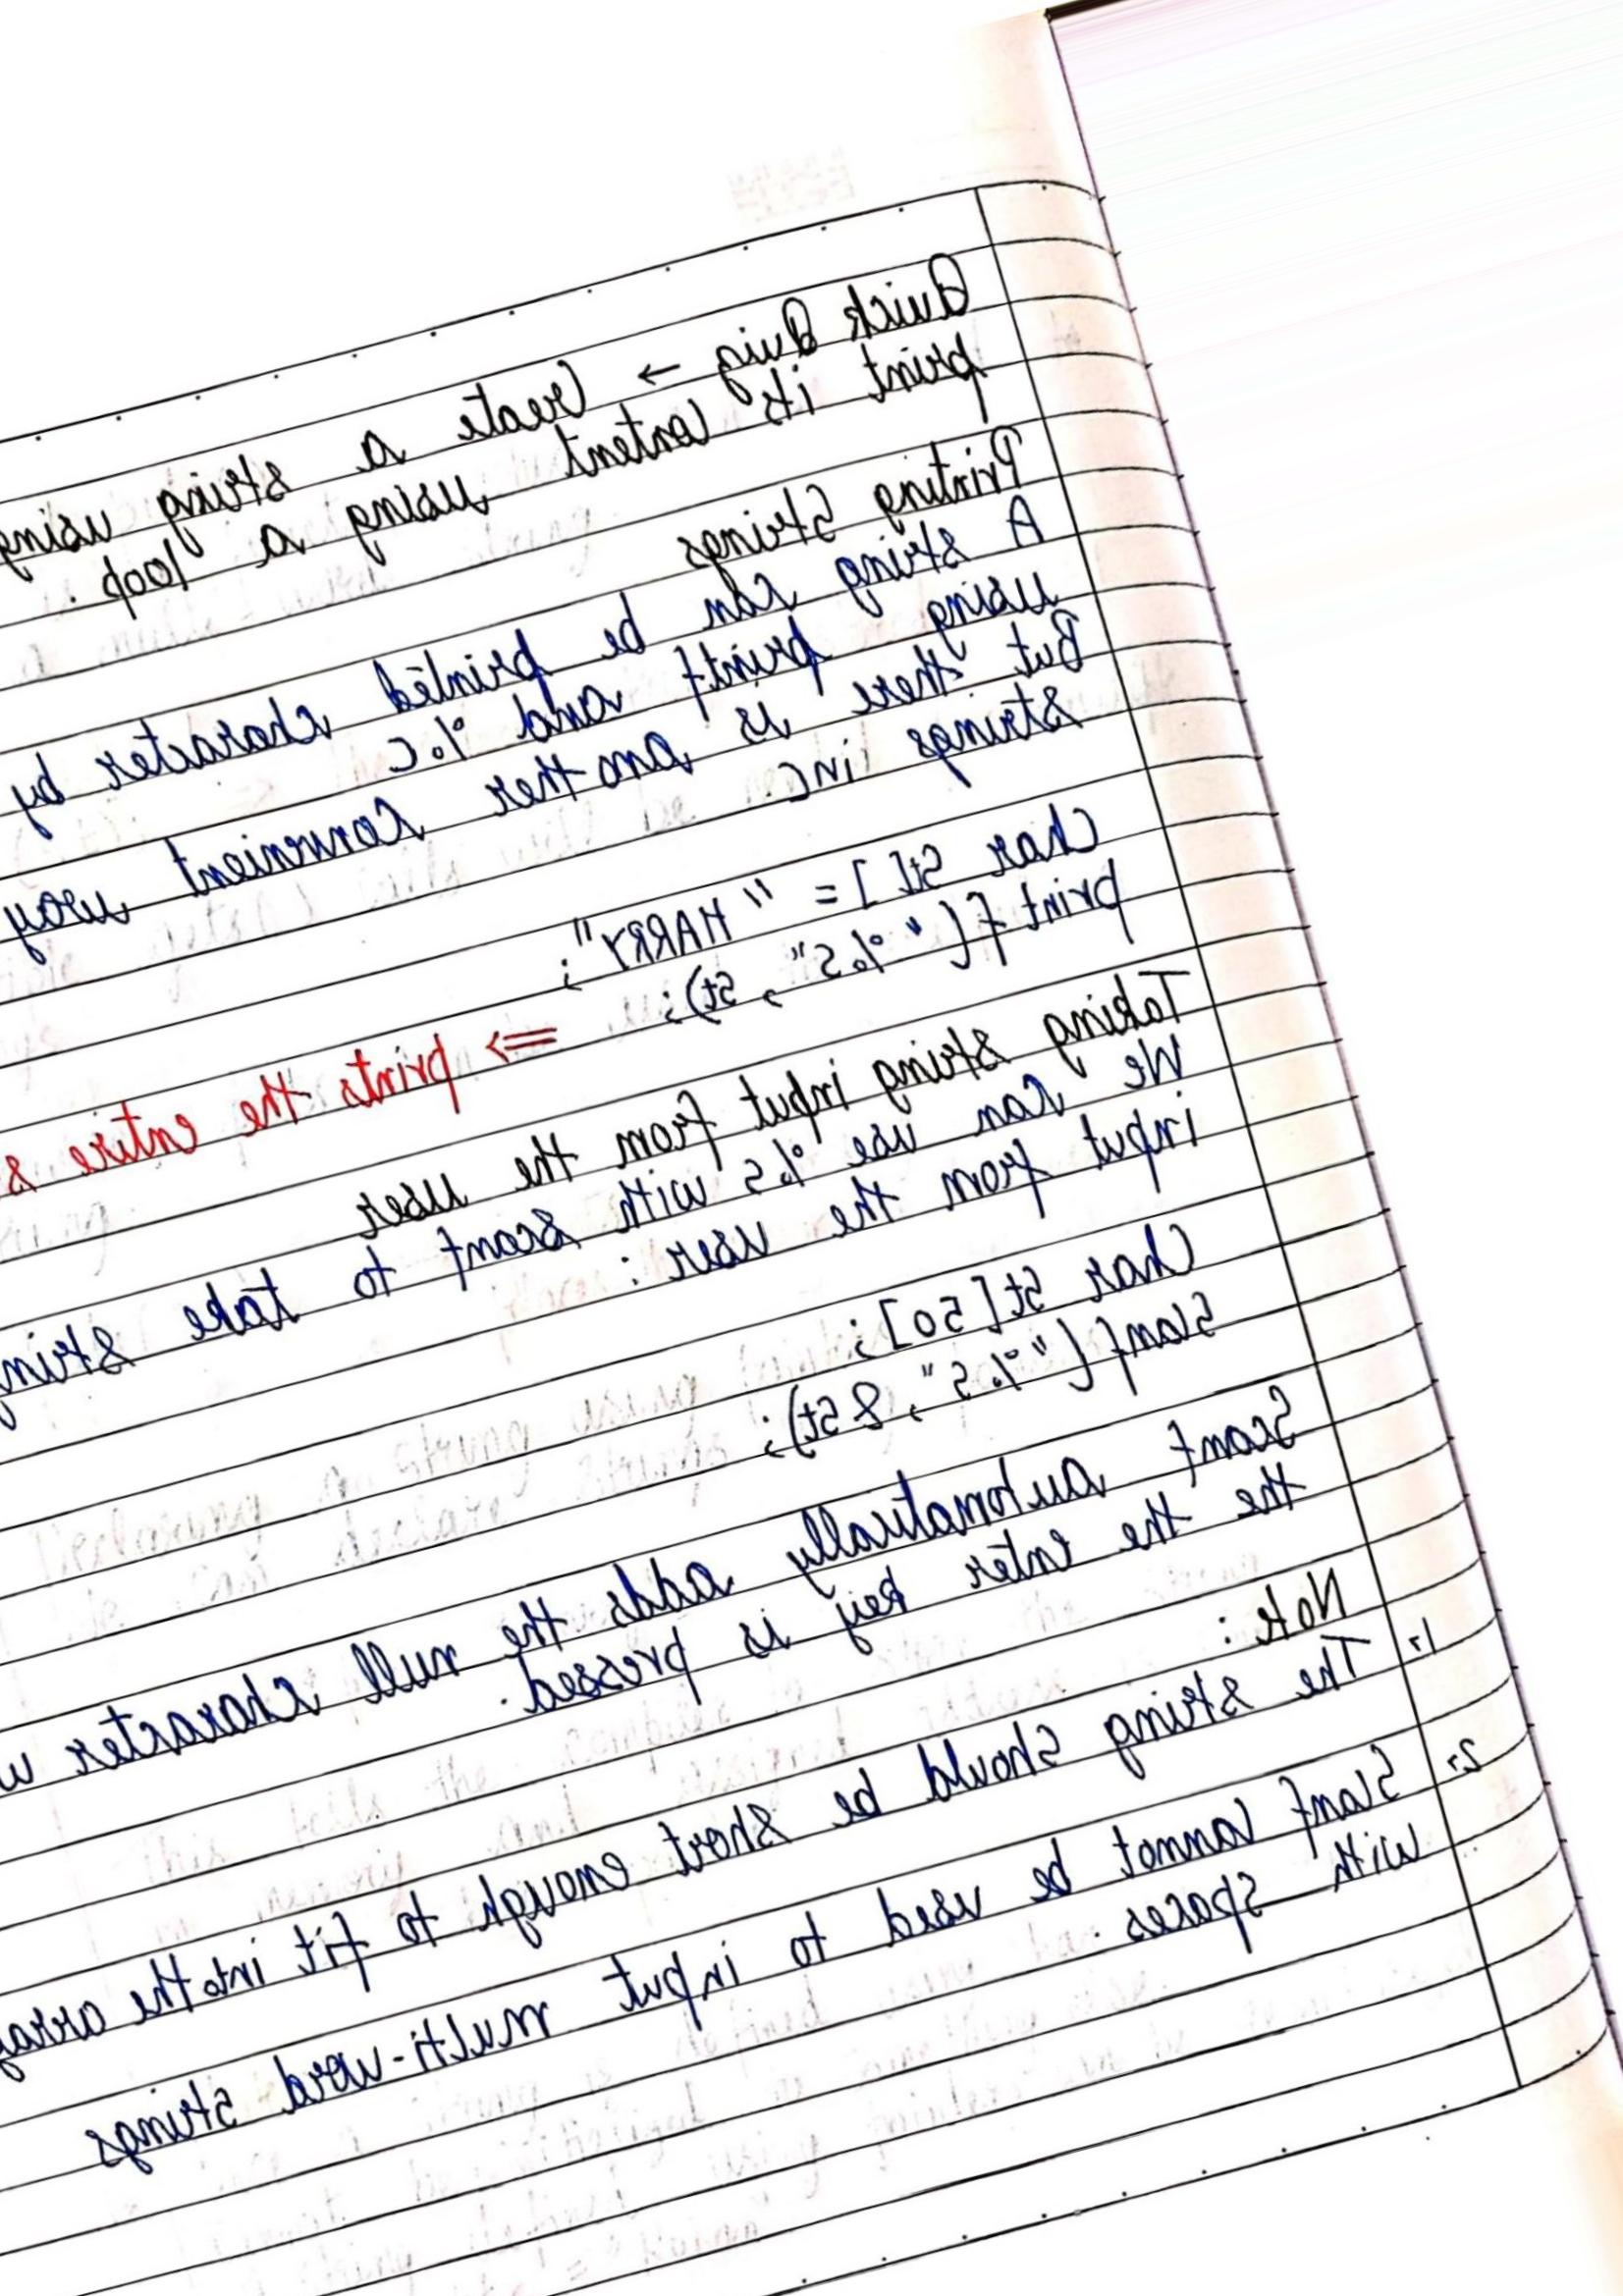 Quick Quiz → Create a string using
print its content using a loop.
Printing Strings
A string can be printed character by
using printf and %c
But there is another convenient way
strings in C
Char St[] = "HARRY";
printf("%s", St); => prints the entire s
Taking string input from the user
We can use %s with scanf to take strin
input from the user :
Char St[50];
Scanf("%s", &St);
Scanf automatically adds the null character w
the the enter key is pressed.
Note :
1→ The string should be short enough to fit into the array
2→ Scanf cannot be used to input multi-word strings
with spaces.